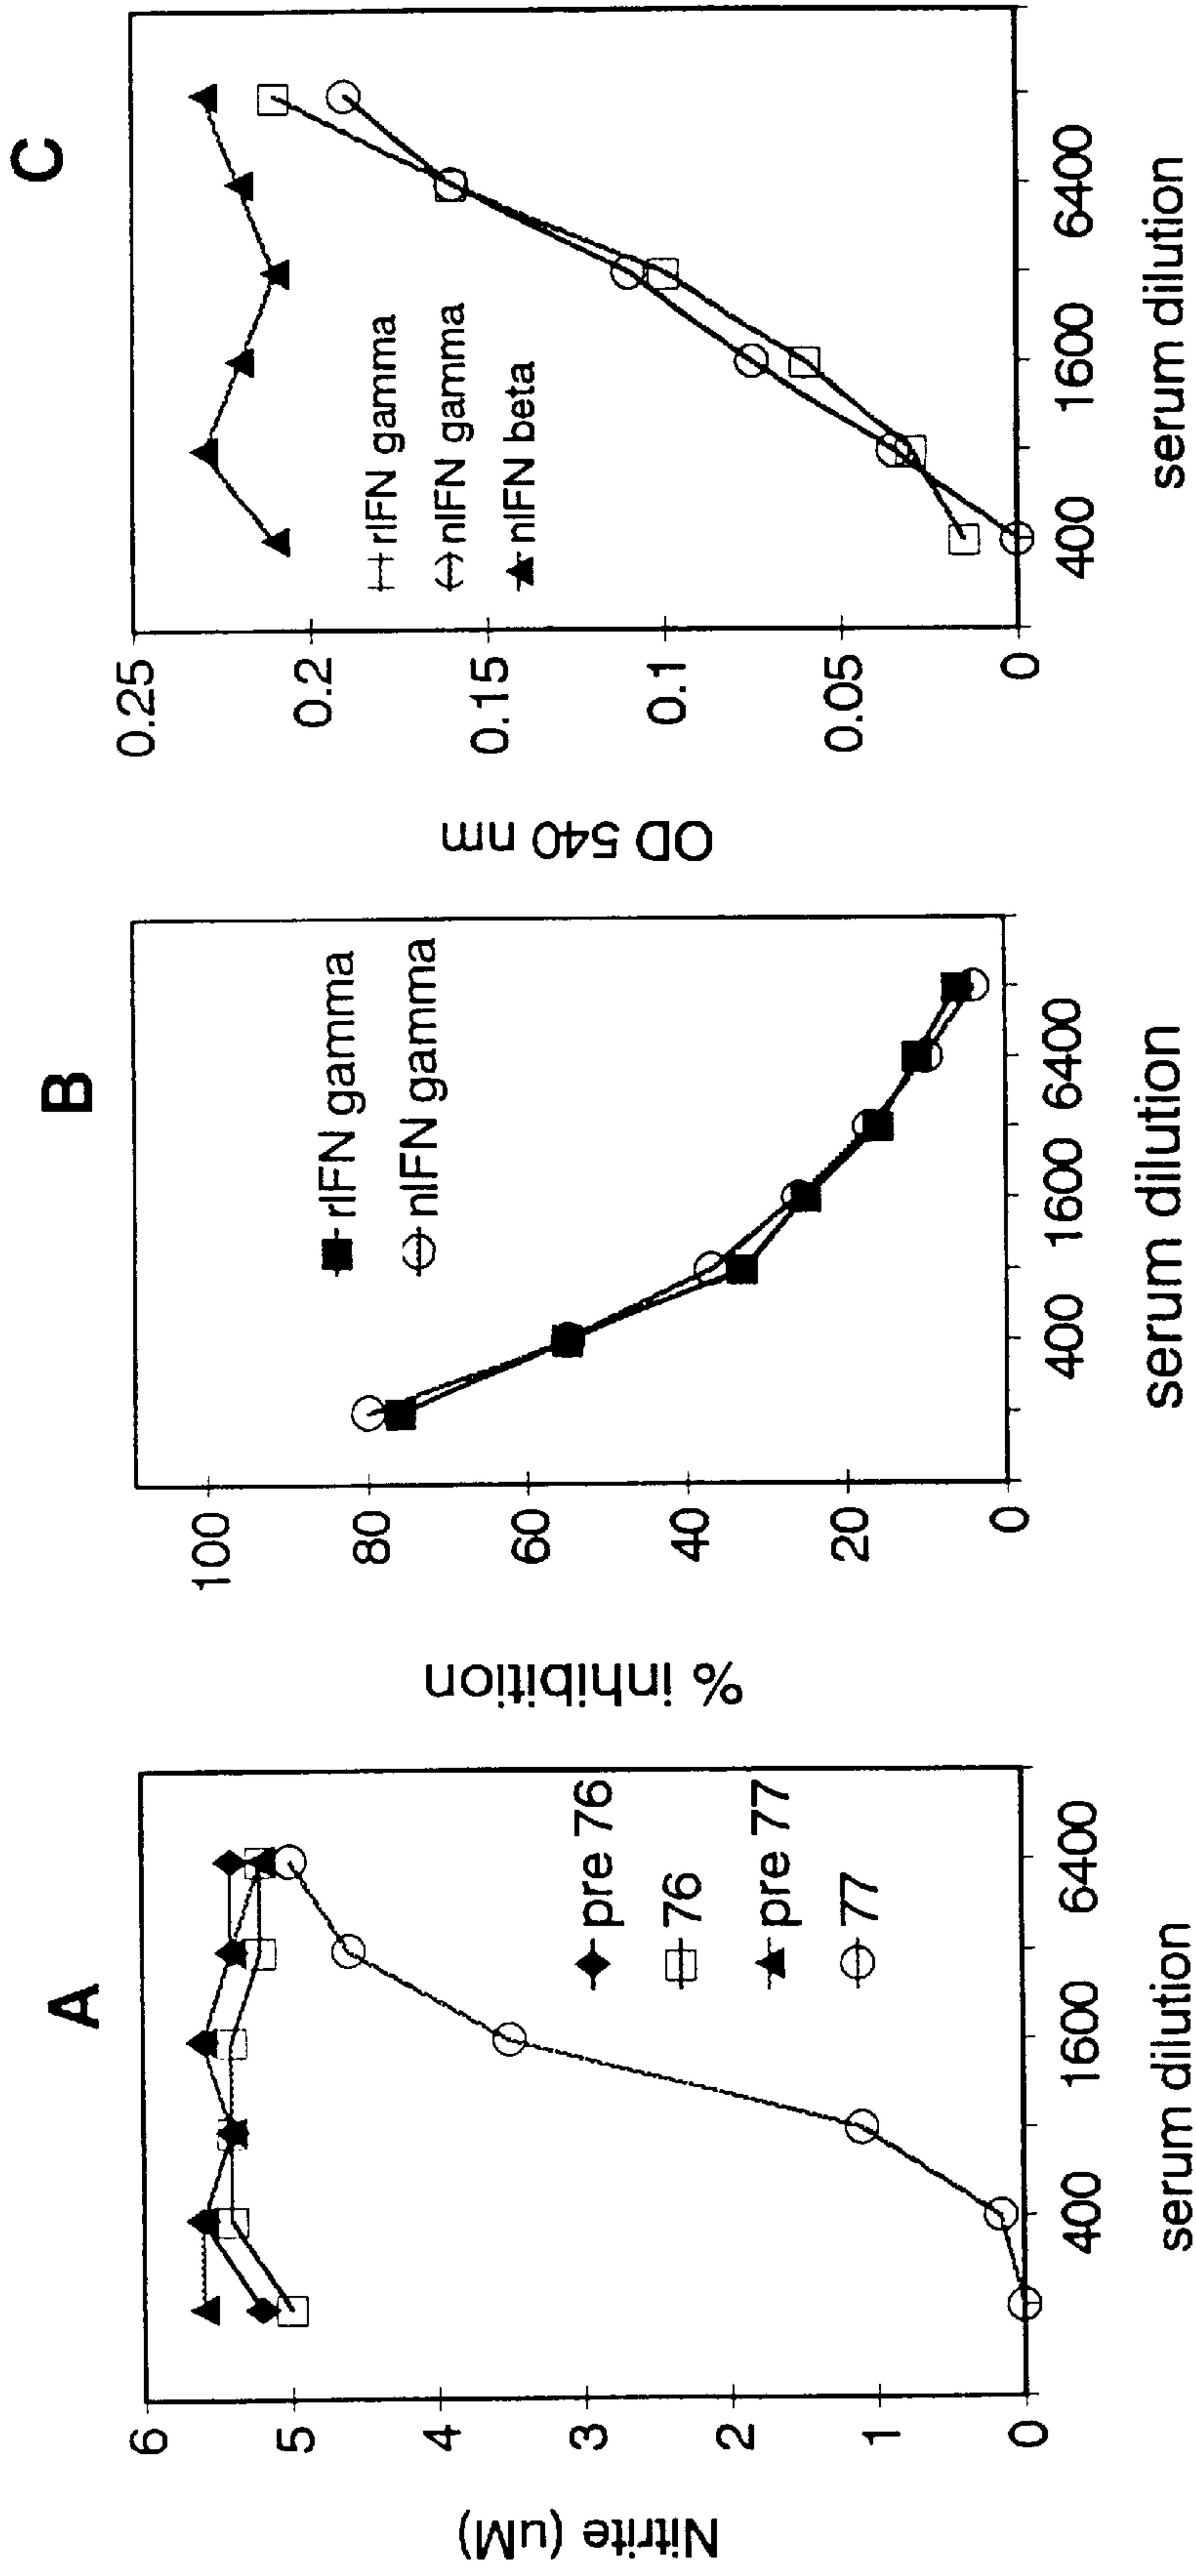 A
Nitrite (uM)
6
5
4
3
2
1
0
pre 76
76
pre 77
77
400 1600 6400
serum dilution
B
% inhibition
100
80
60
40
20
0
rIFN gamma
nIFN gamma
400 1600 6400
serum dilution
C
OD 540 nm
0.25
0.2
0.15
0.1
0.05
0
rIFN gamma
nIFN gamma
nIFN beta
400 1600 6400
serum dilution